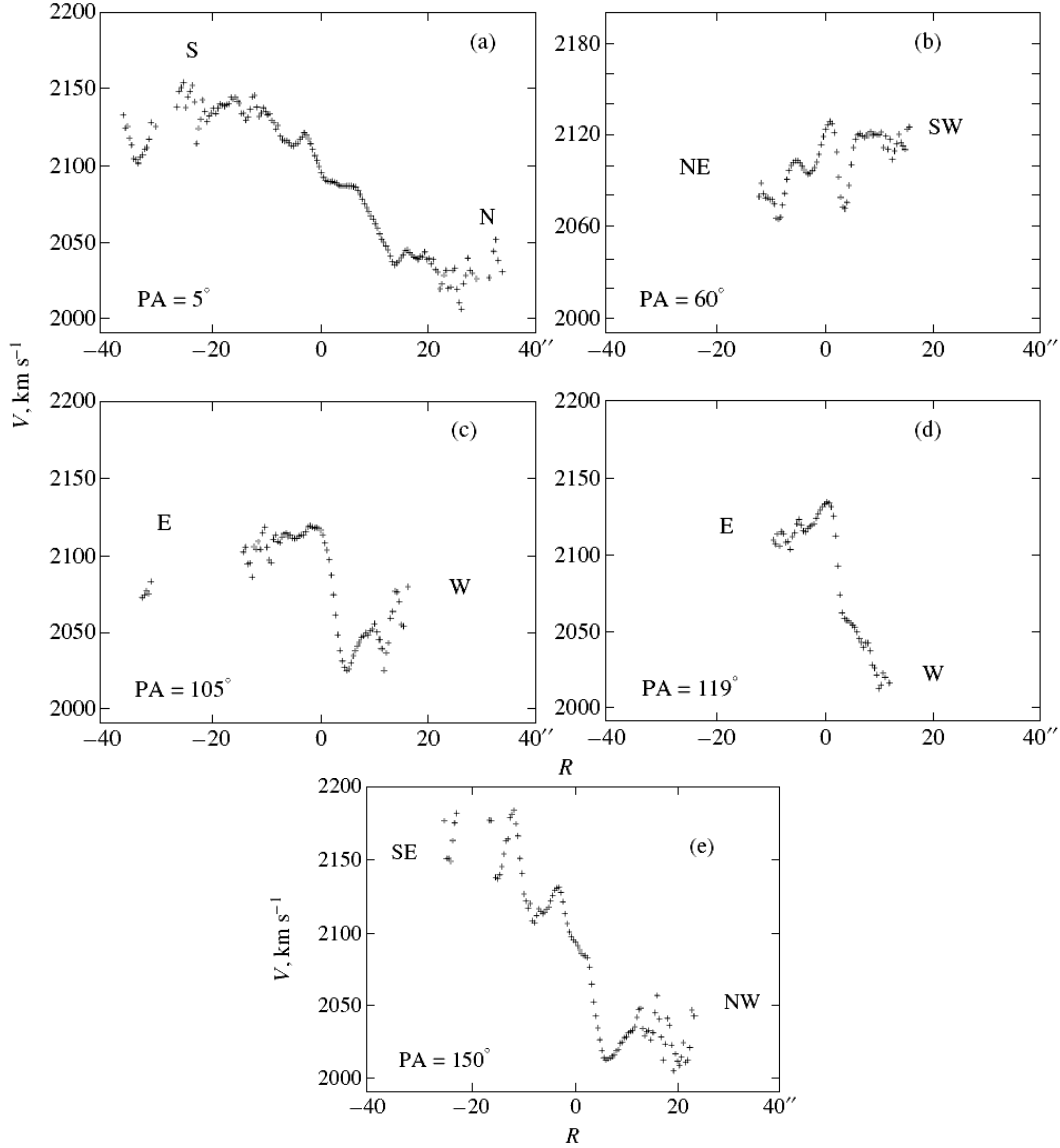 2200
(a)
S
2150
2100
2050
N
PA = 5°
2000
−40
−20
0
20
40″
2180
(b)
2120
SW
NE
2060
PA = 60°
2000
−40
−20
0
20
40″
V, km s⁻¹
2200
(c)
2150
E
2100
W
2050
PA = 105°
2000
−40
−20
0
20
40″
R
2200
(d)
2150
E
2100
2050
W
PA = 119°
2000
−40
−20
0
20
40″
R
V, km s⁻¹
2200
SE
(e)
2150
2100
2050
NW
PA = 150°
2000
−40
−20
0
20
40″
R